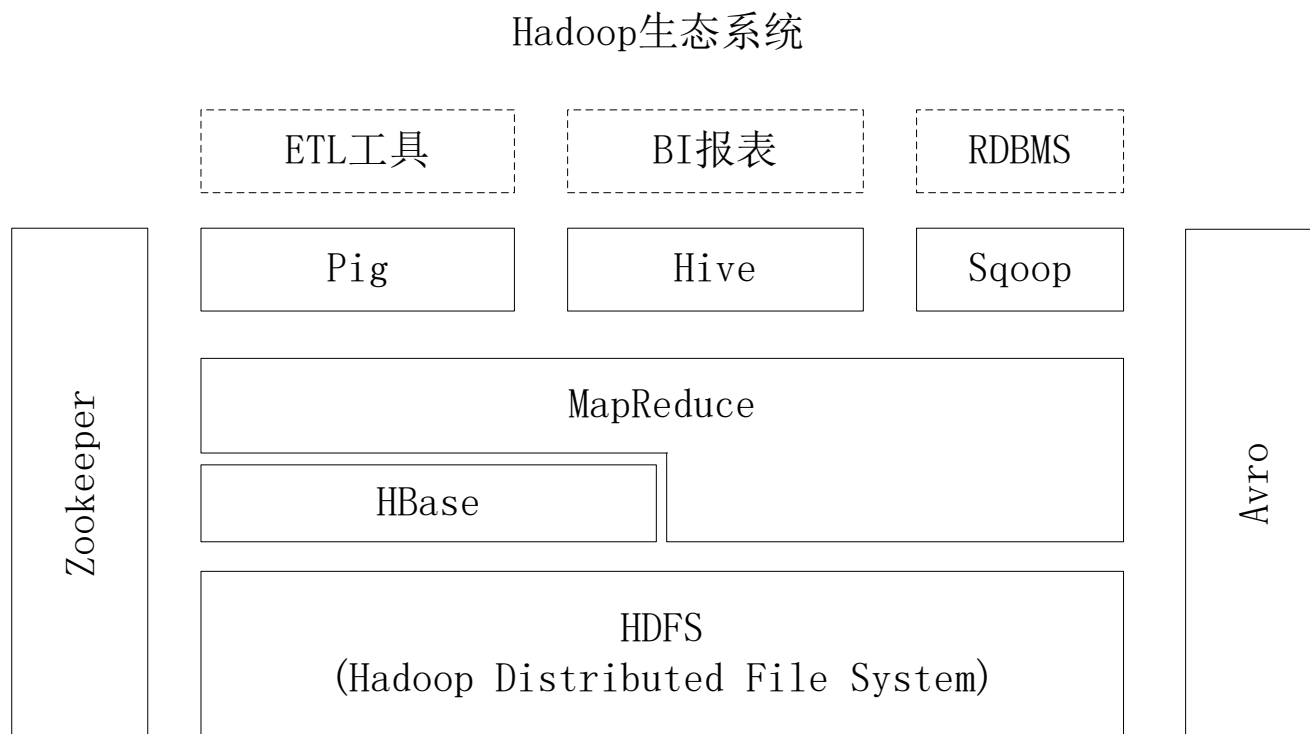 Hadoop生态系统
ETL工具
BI报表
RDBMS
Pig
Hive
Sqoop
Zookeeper
MapReduce
HBase
Avro
HDFS
(Hadoop Distributed File System)